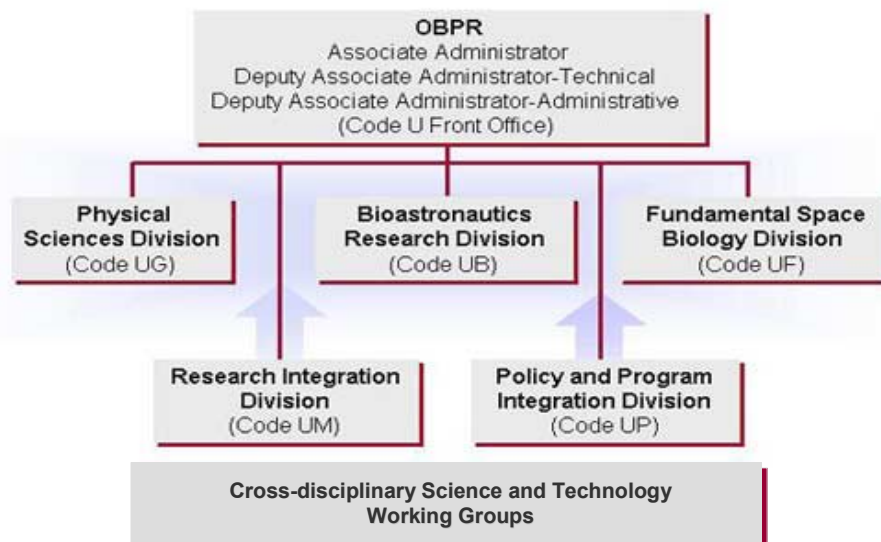 OBPR
Associate Administrator
Deputy Associate Administrator-Technical
Deputy Associate Administrator-Administrative
(Code U Front Office)
Physical
Sciences Division
(Code UG)
Bioastronautics
Research Division
(Code UB)
Fundamental Space
Biology Division
(Code UF)
Research Integration
Division
(Code UM)
Policy and Program
Integration Division
(Code UP)
Cross-disciplinary Science and Technology
Working Groups